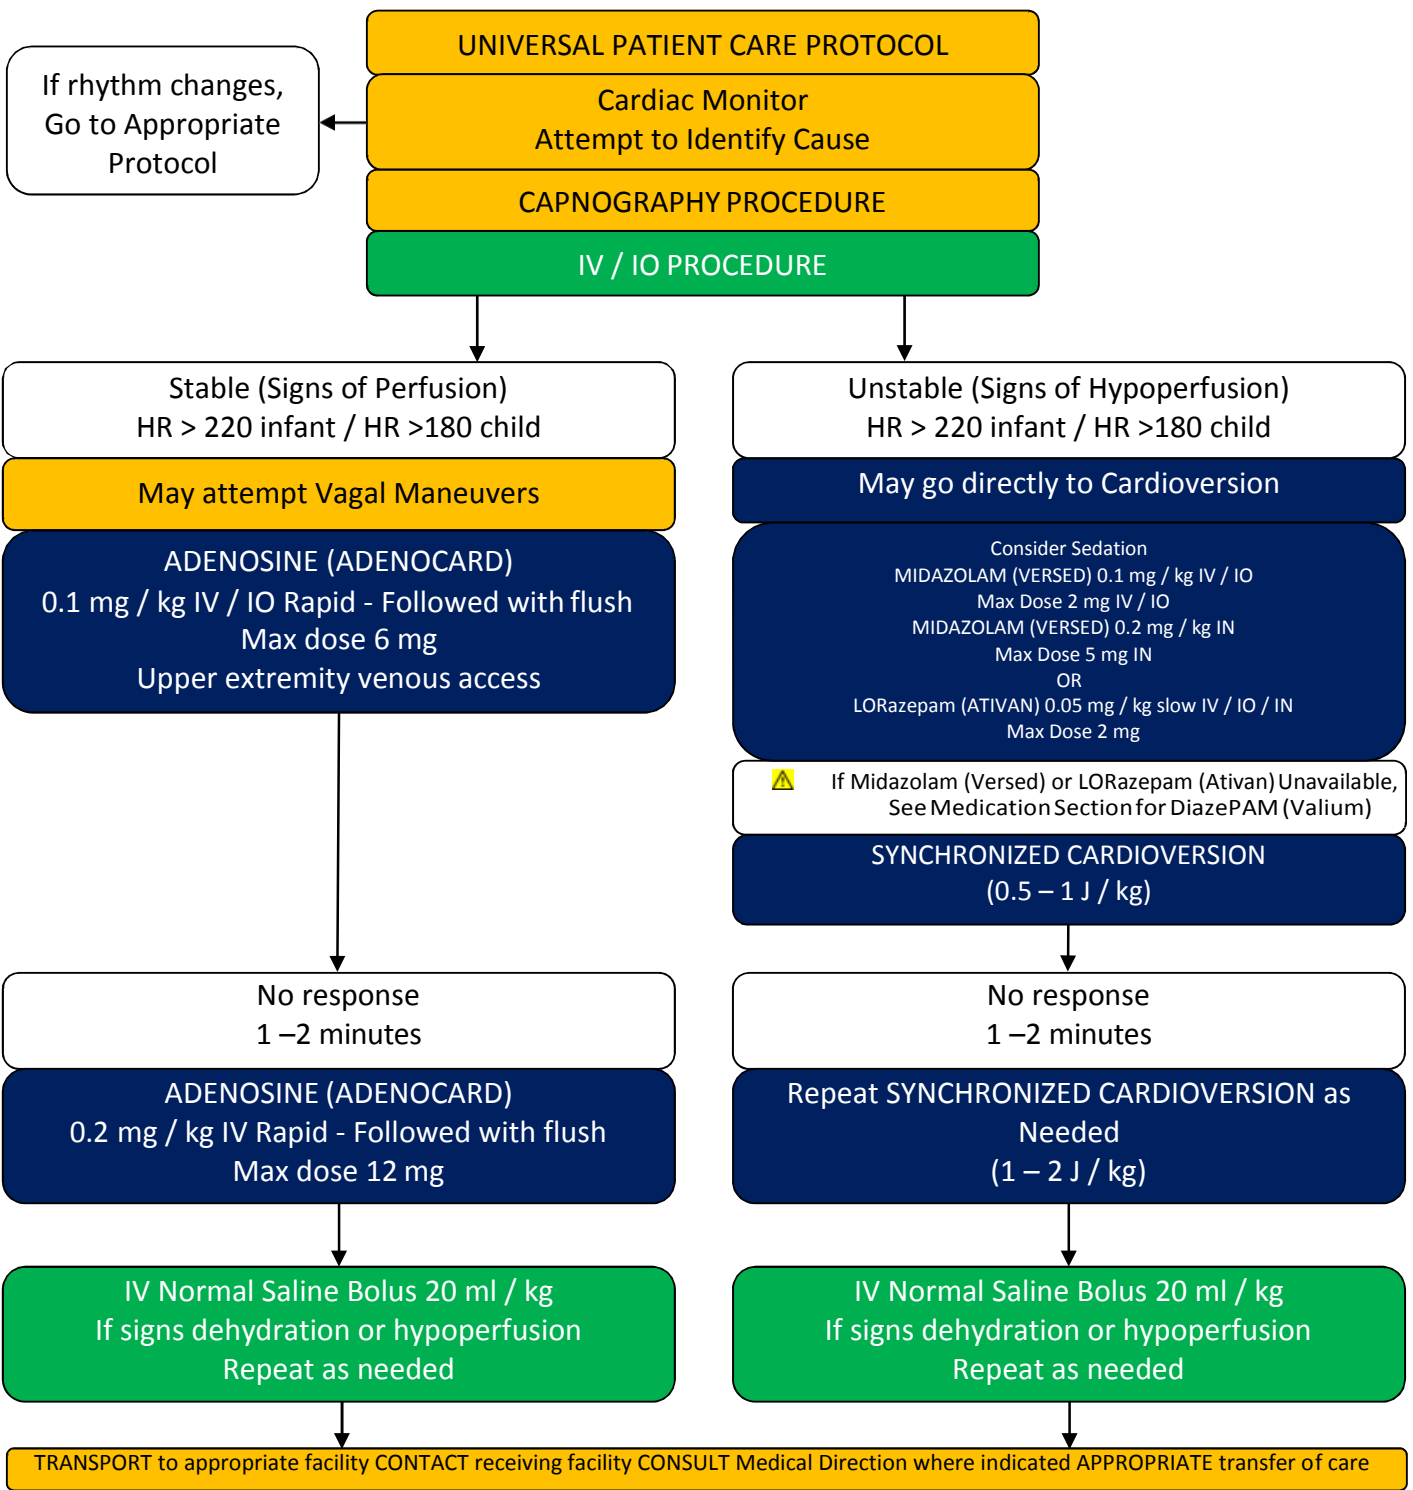 UNIVERSAL PATIENT CARE PROTOCOL
If rhythm changes,
Go to Appropriate
Protocol
Cardiac Monitor
Attempt to Identify Cause
CAPNOGRAPHY PROCEDURE
IV / IO PROCEDURE
Stable (Signs of Perfusion)
HR > 220 infant / HR >180 child
May attempt Vagal Maneuvers
ADENOSINE (ADENOCARD)
0.1 mg / kg IV / IO Rapid - Followed with flush
Max dose 6 mg
Upper extremity venous access
No response
1 –2 minutes
ADENOSINE (ADENOCARD)
0.2 mg / kg IV Rapid - Followed with flush
Max dose 12 mg
IV Normal Saline Bolus 20 ml / kg
If signs dehydration or hypoperfusion
Repeat as needed
Unstable (Signs of Hypoperfusion)
HR > 220 infant / HR >180 child
May go directly to Cardioversion
Consider Sedation
MIDAZOLAM (VERSED) 0.1 mg / kg IV / IO
Max Dose 2 mg IV / IO
MIDAZOLAM (VERSED) 0.2 mg / kg IN
Max Dose 5 mg IN
OR
LORazepam (ATIVAN) 0.05 mg / kg slow IV / IO / IN
Max Dose 2 mg
If Midazolam (Versed) or LORazepam (Ativan) Unavailable,
See Medication Section for DiazePAM (Valium)
SYNCHRONIZED CARDIOVERSION
(0.5 – 1 J / kg)
No response
1 –2 minutes
Repeat SYNCHRONIZED CARDIOVERSION as
Needed
(1 – 2 J / kg)
IV Normal Saline Bolus 20 ml / kg
If signs dehydration or hypoperfusion
Repeat as needed
TRANSPORT to appropriate facility CONTACT receiving facility CONSULT Medical Direction where indicated APPROPRIATE transfer of care